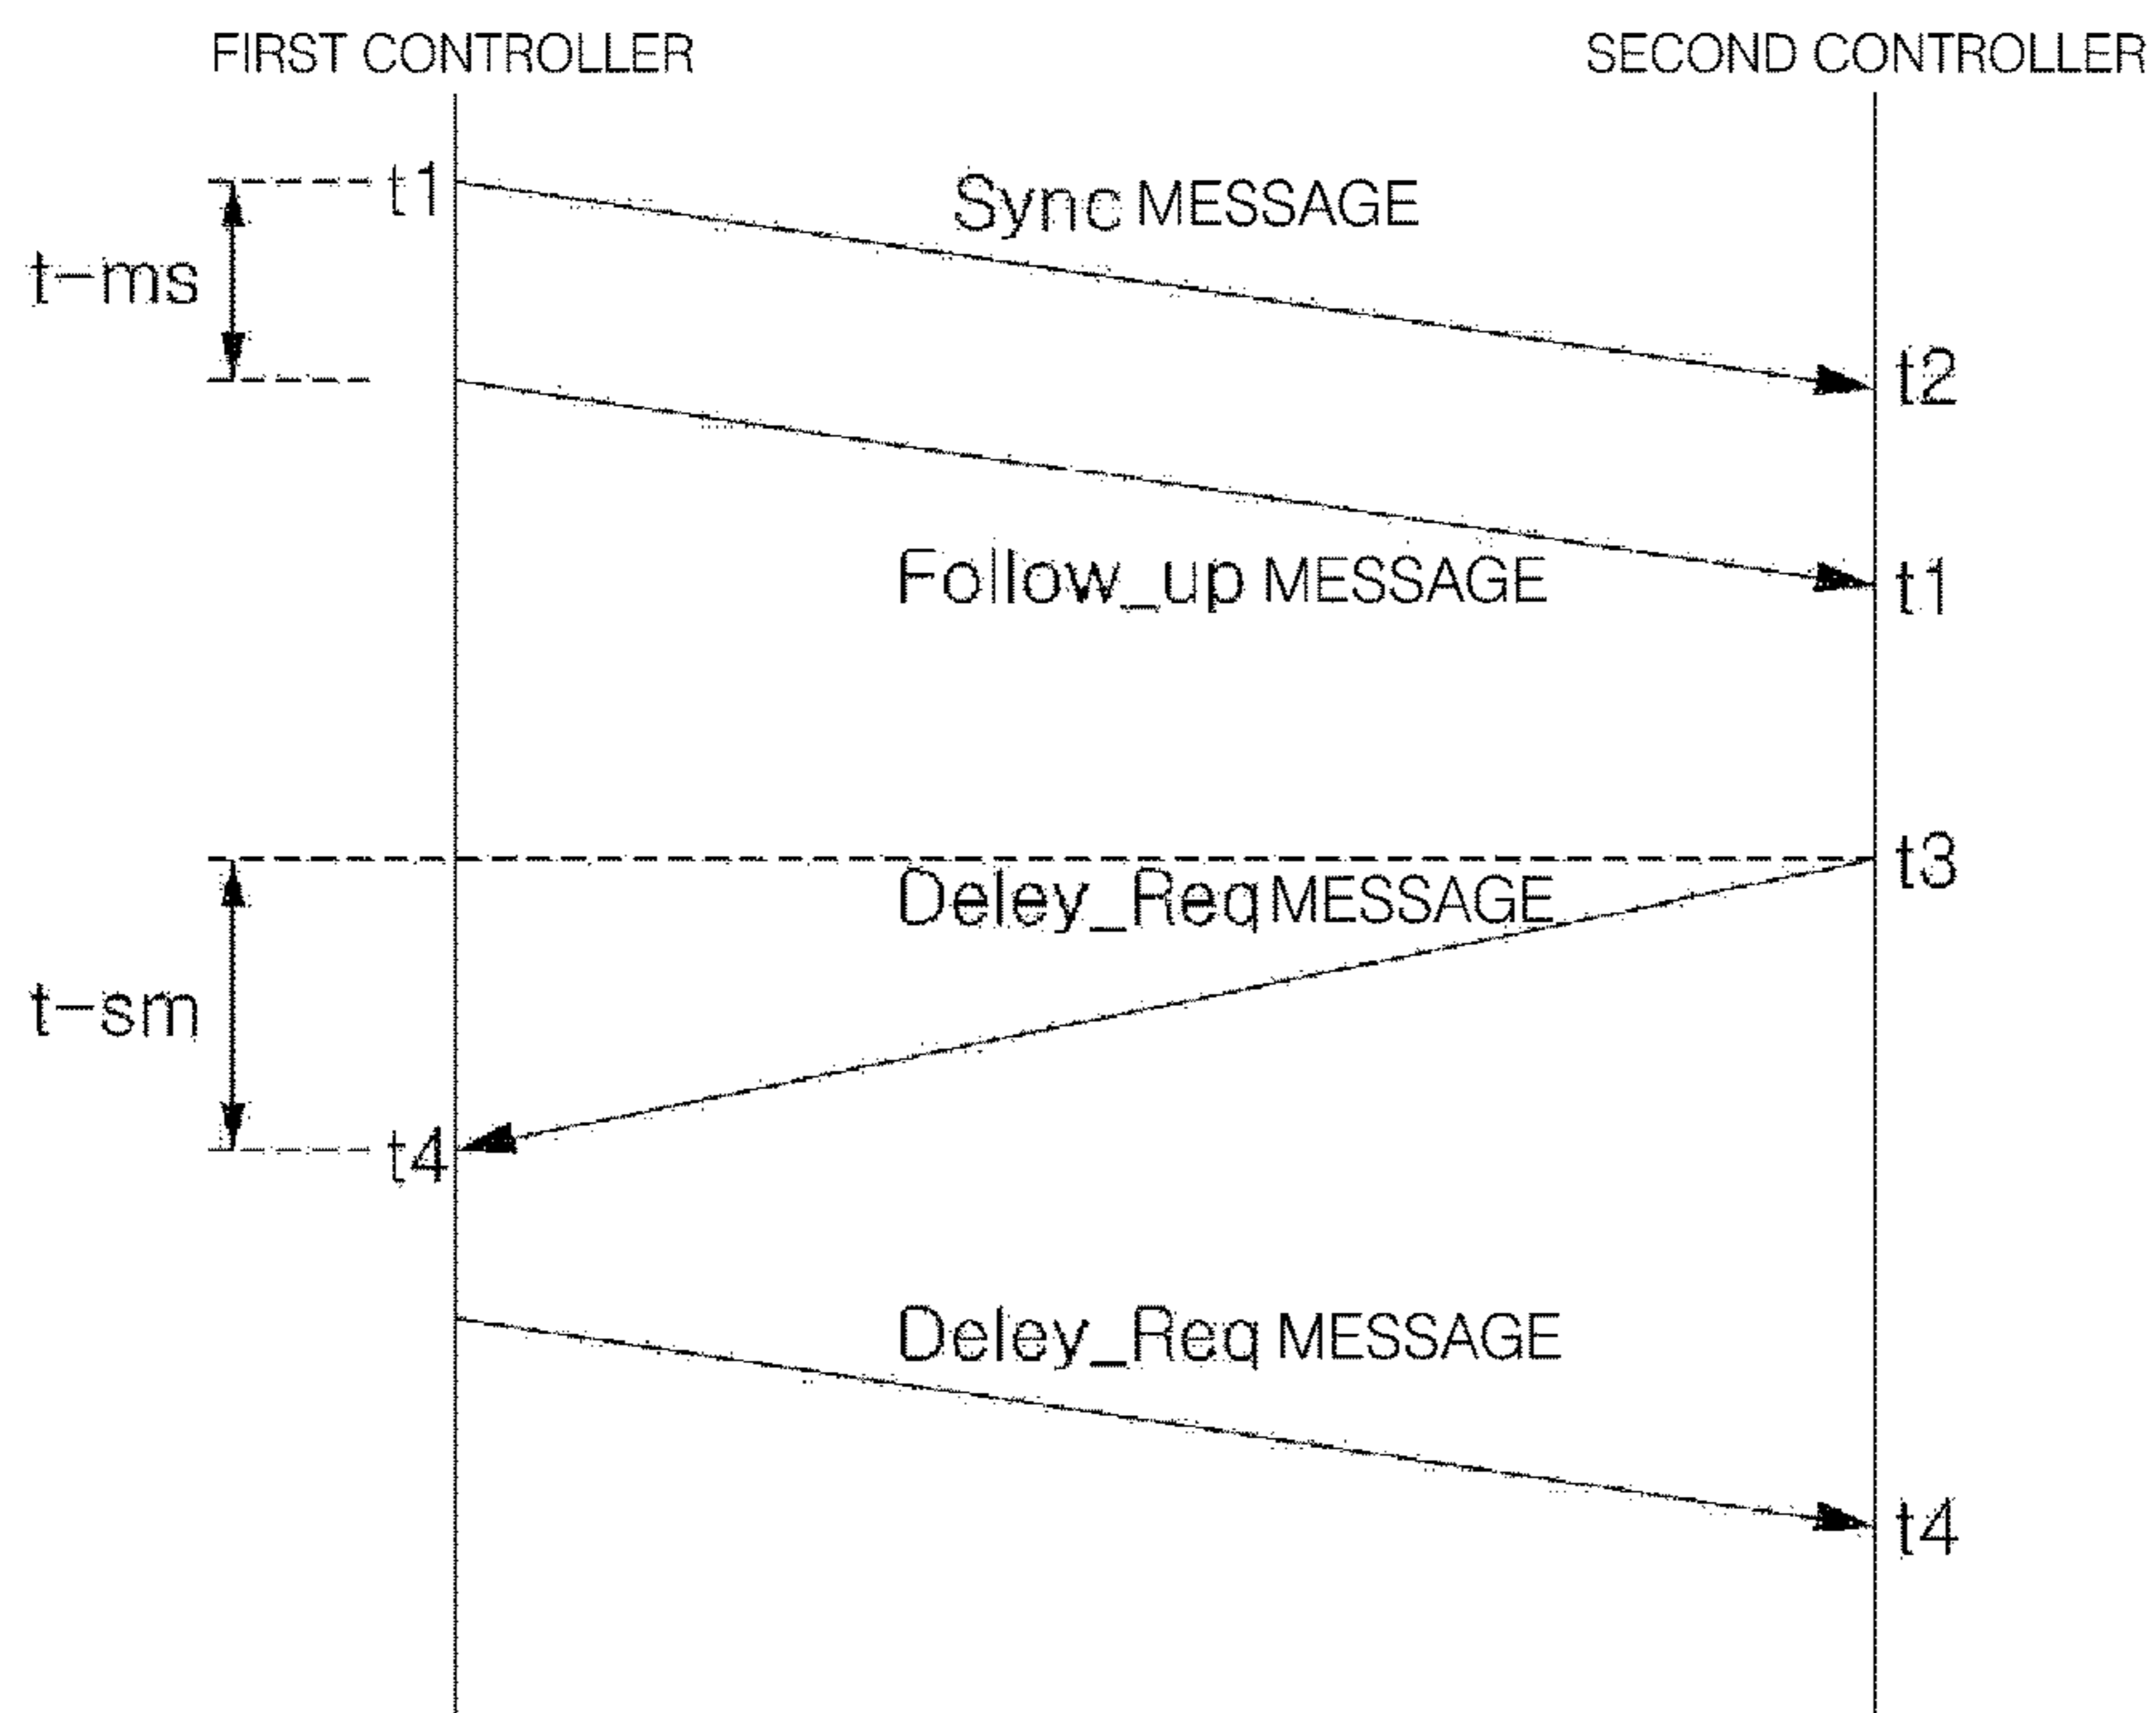 FIRST CONTROLLER SECOND CONTROLLER
t1 Sync MESSAGE
t-ms
t2
Follow_up MESSAGE t1
t3
Deley_Req MESSAGE
t-sm
t4
Deley_Req MESSAGE
t4